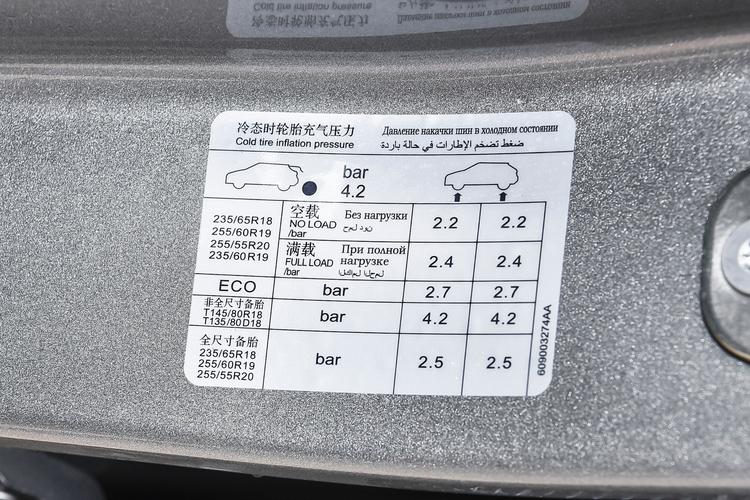 冷态时轮胎充气压力
Давление накачки шин в холодном состоянии
Cold tire inflation pressure
ضغط تضخم الإطارات في حالة باردة
bar
4.2
235/65R18
255/60R19
255/55R20
235/60R19
空载 Без нагрузки
NO LOAD
/bar
2.2 2.2
满载 При полной
FULL LOAD нагрузке
/bar
2.4 2.4
ECO bar 2.7 2.7
非全尺寸备胎
T145/80R18
T135/80D18
bar 4.2 4.2
全尺寸备胎
235/65R18
255/60R19
255/55R20
bar 2.5 2.5
609003274AA